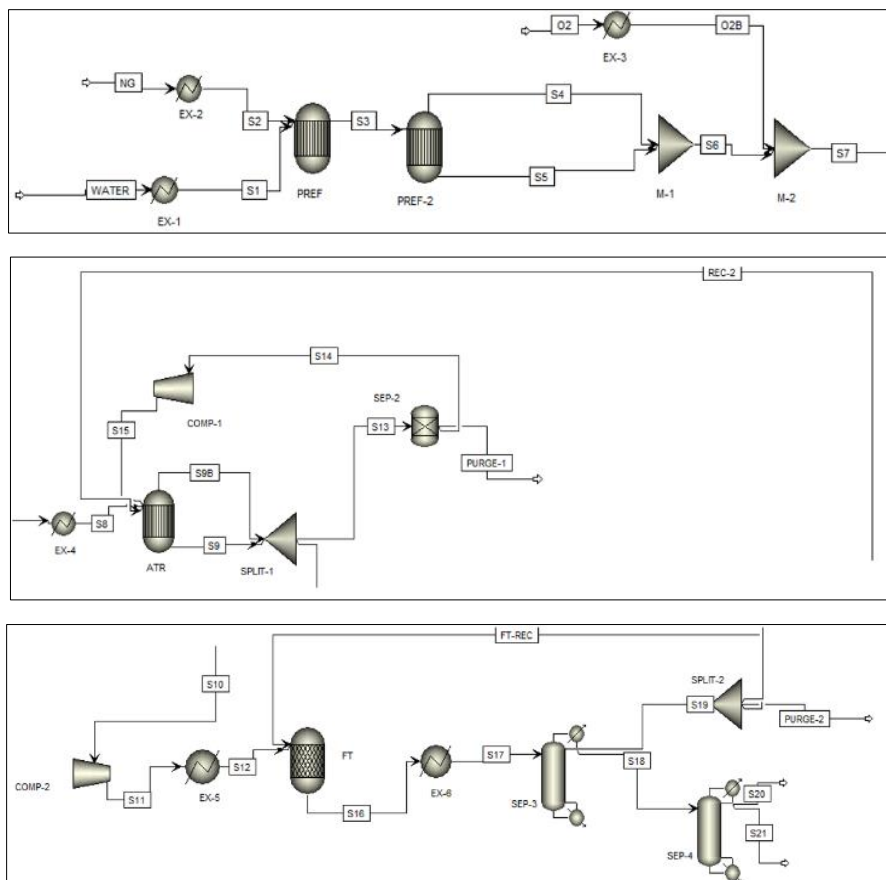 O2
O2B
EX-3
NG
EX-2
S2
PREF
S3
S4
S6
S7
WATER
S1
EX-1
PREF-2
S5
M-1
M-2
REC-2
S14
COMP-1
SEP-2
S15
S13
PURGE-1
S9B
S8
EX-4
ATR
S9
SPLIT-1
FT-REC
SPLIT-2
S10
S19
PURGE-2
COMP-2
S11
EX-5
S12
FT
S16
EX-6
S17
SEP-3
S18
S20
S21
SEP-4